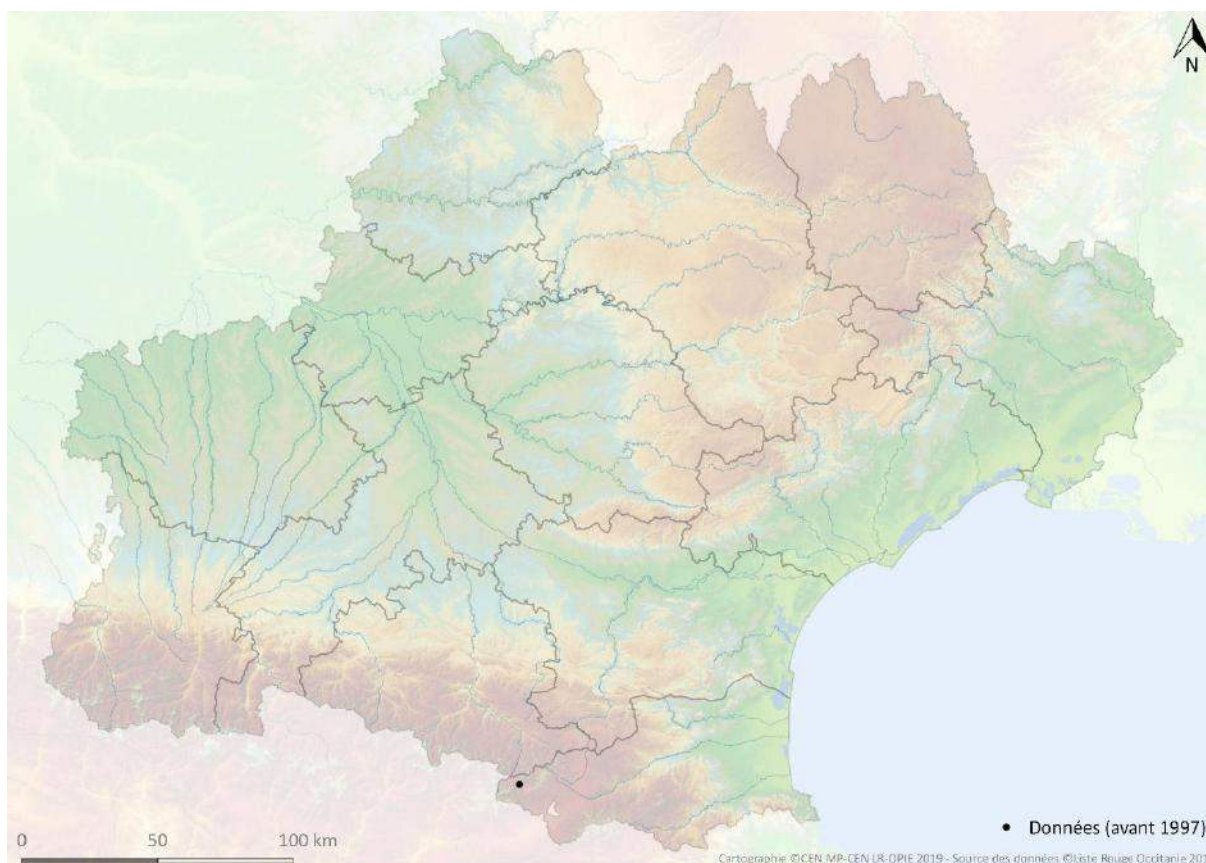 N
0 50 100 km
• Données (avant 1997)
Cartographie ©CEN MP-CEN LR-OPIE 2019 - Source des données ©Liste Rouge Occitanie 201